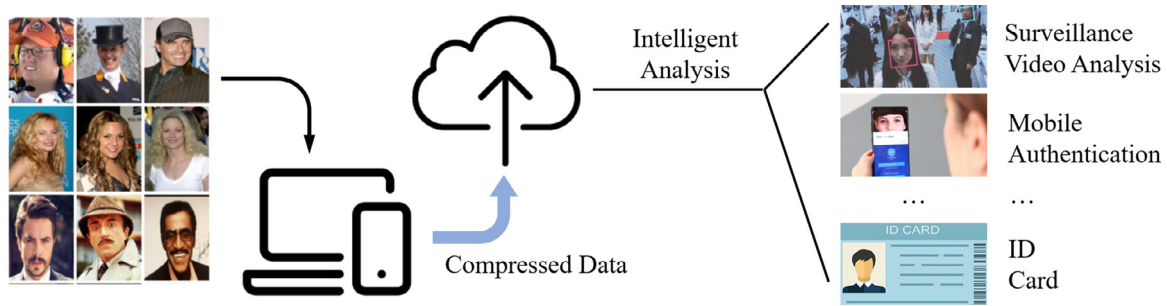 Intelligent
Analysis
Compressed Data
Surveillance
Video Analysis
Mobile
Authentication
...
...
ID CARD
ID
Card